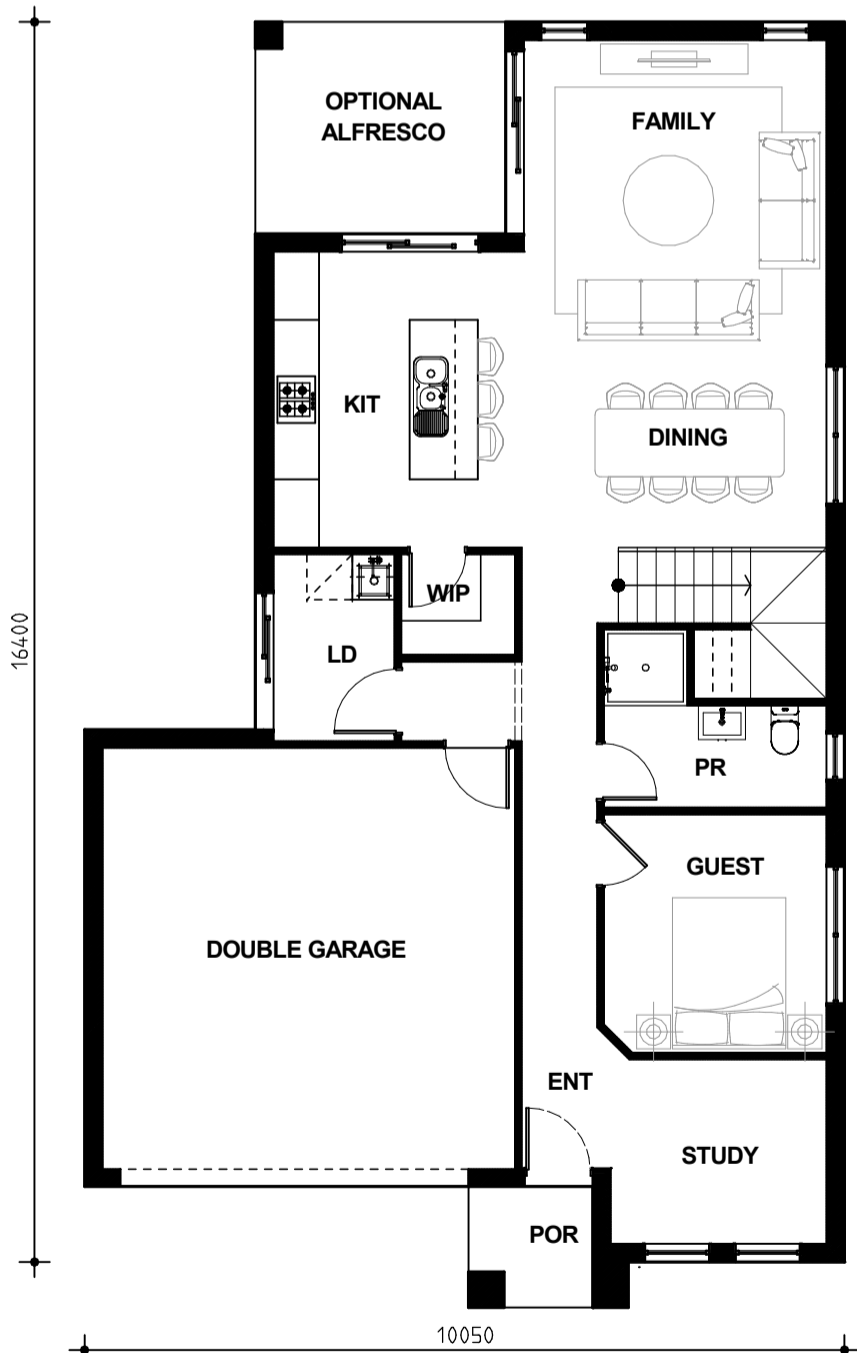 OPTIONAL
ALFRESCO
FAMILY
KIT
DINING
WIP
LD
16400
PR
GUEST
DOUBLE GARAGE
ENT
STUDY
POR
10050